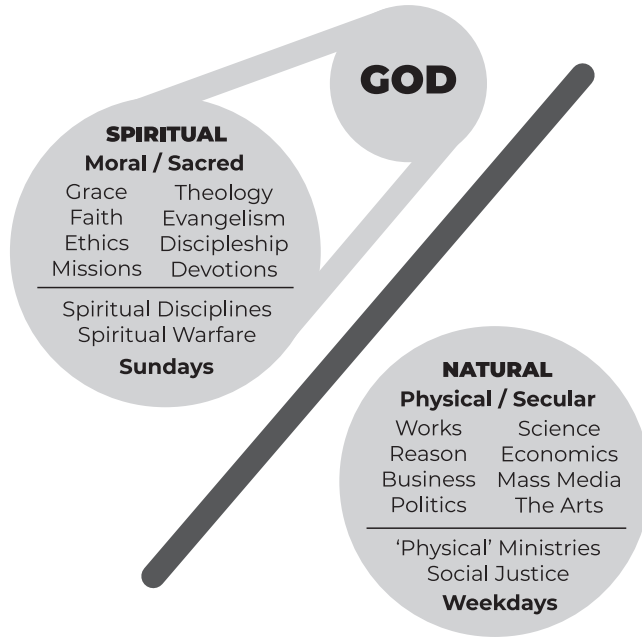 GOD
SPIRITUAL
Moral / Sacred
Grace Theology
Faith Evangelism
Ethics Discipleship
Missions Devotions
Spiritual Disciplines
Spiritual Warfare
Sundays
NATURAL
Physical / Secular
Works Science
Reason Economics
Business Mass Media
Politics The Arts
‘Physical’ Ministries
Social Justice
Weekdays